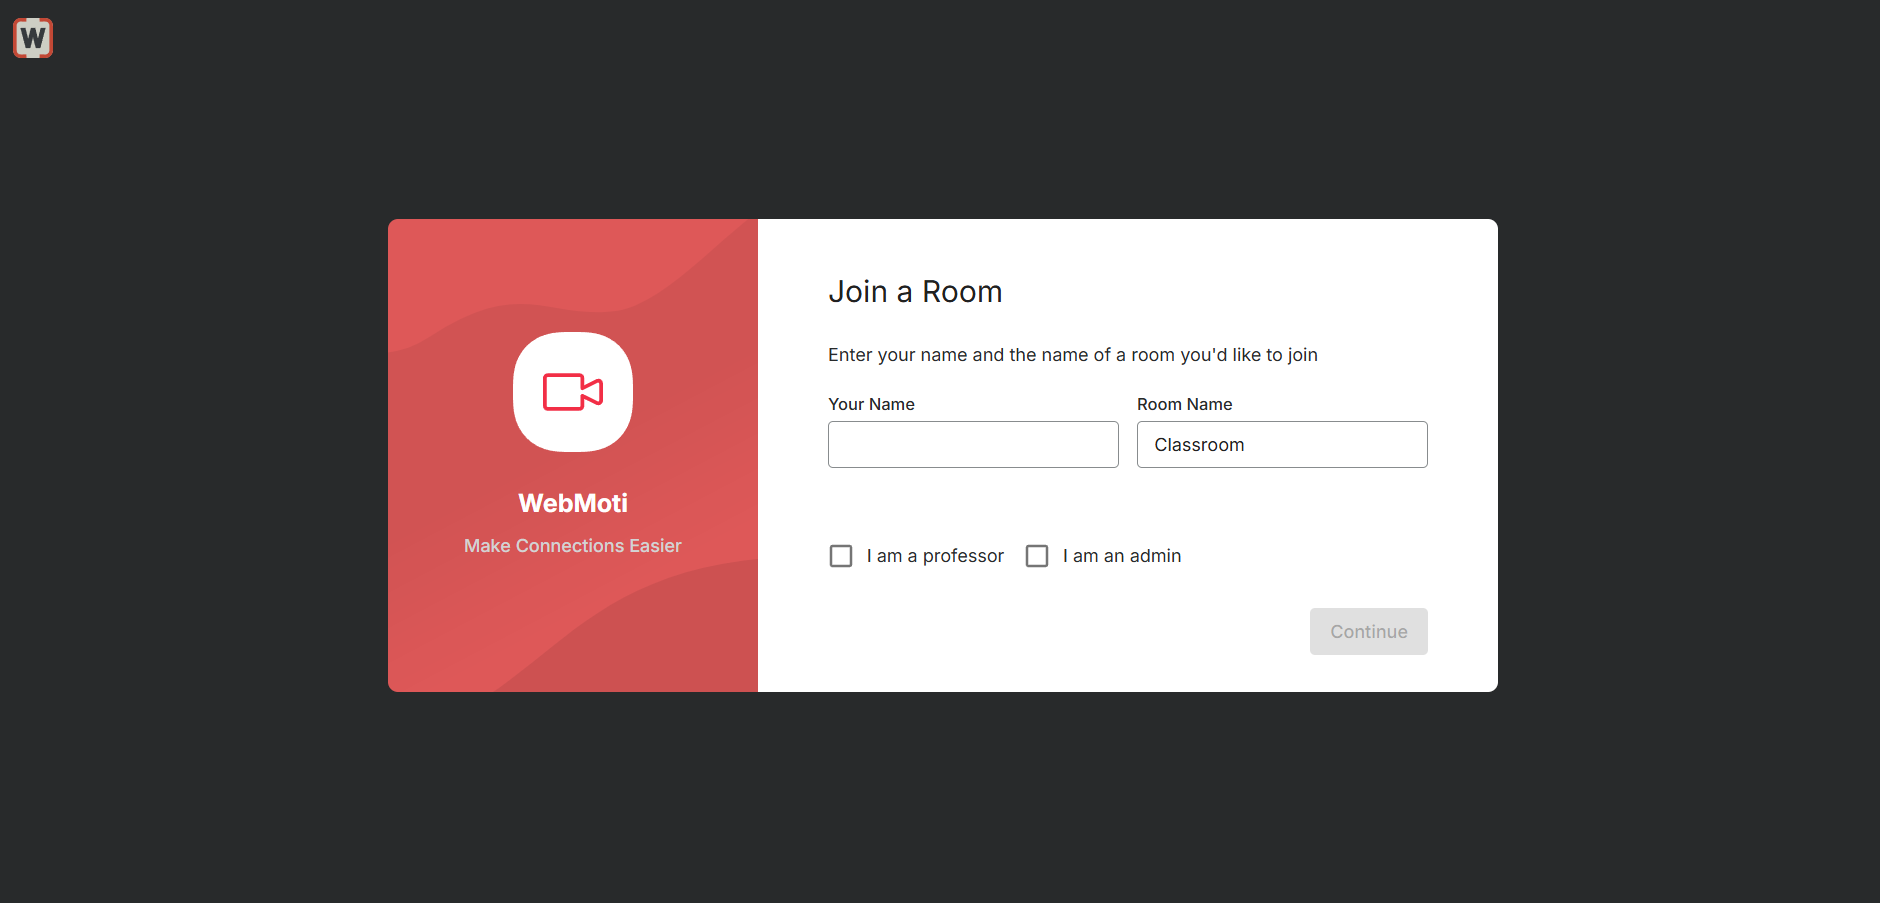 W
WebMoti
Make Connections Easier
Join a Room
Enter your name and the name of a room you'd like to join
Your Name
Room Name
Classroom
I am a professor
I am an admin
Continue